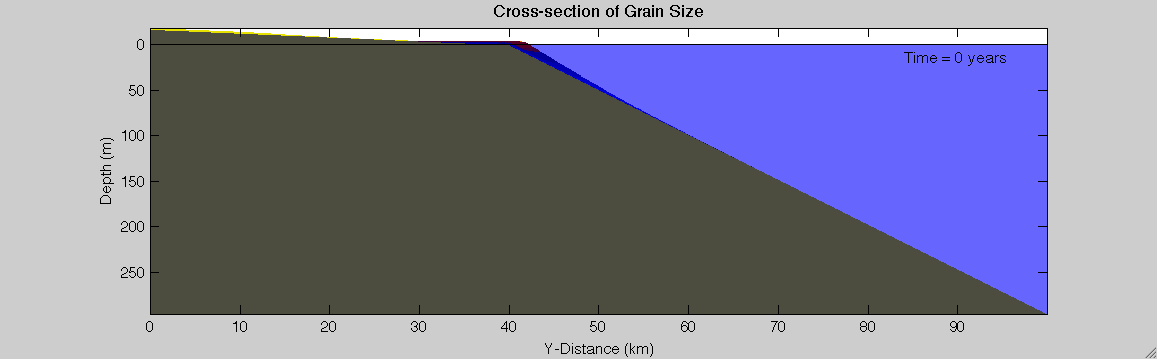 Cross-section of Grain Size
Time = 0 years
0
50
100
150
200
250
Depth (m)
0 10 20 30 40 50 60 70 80 90
Y-Distance (km)